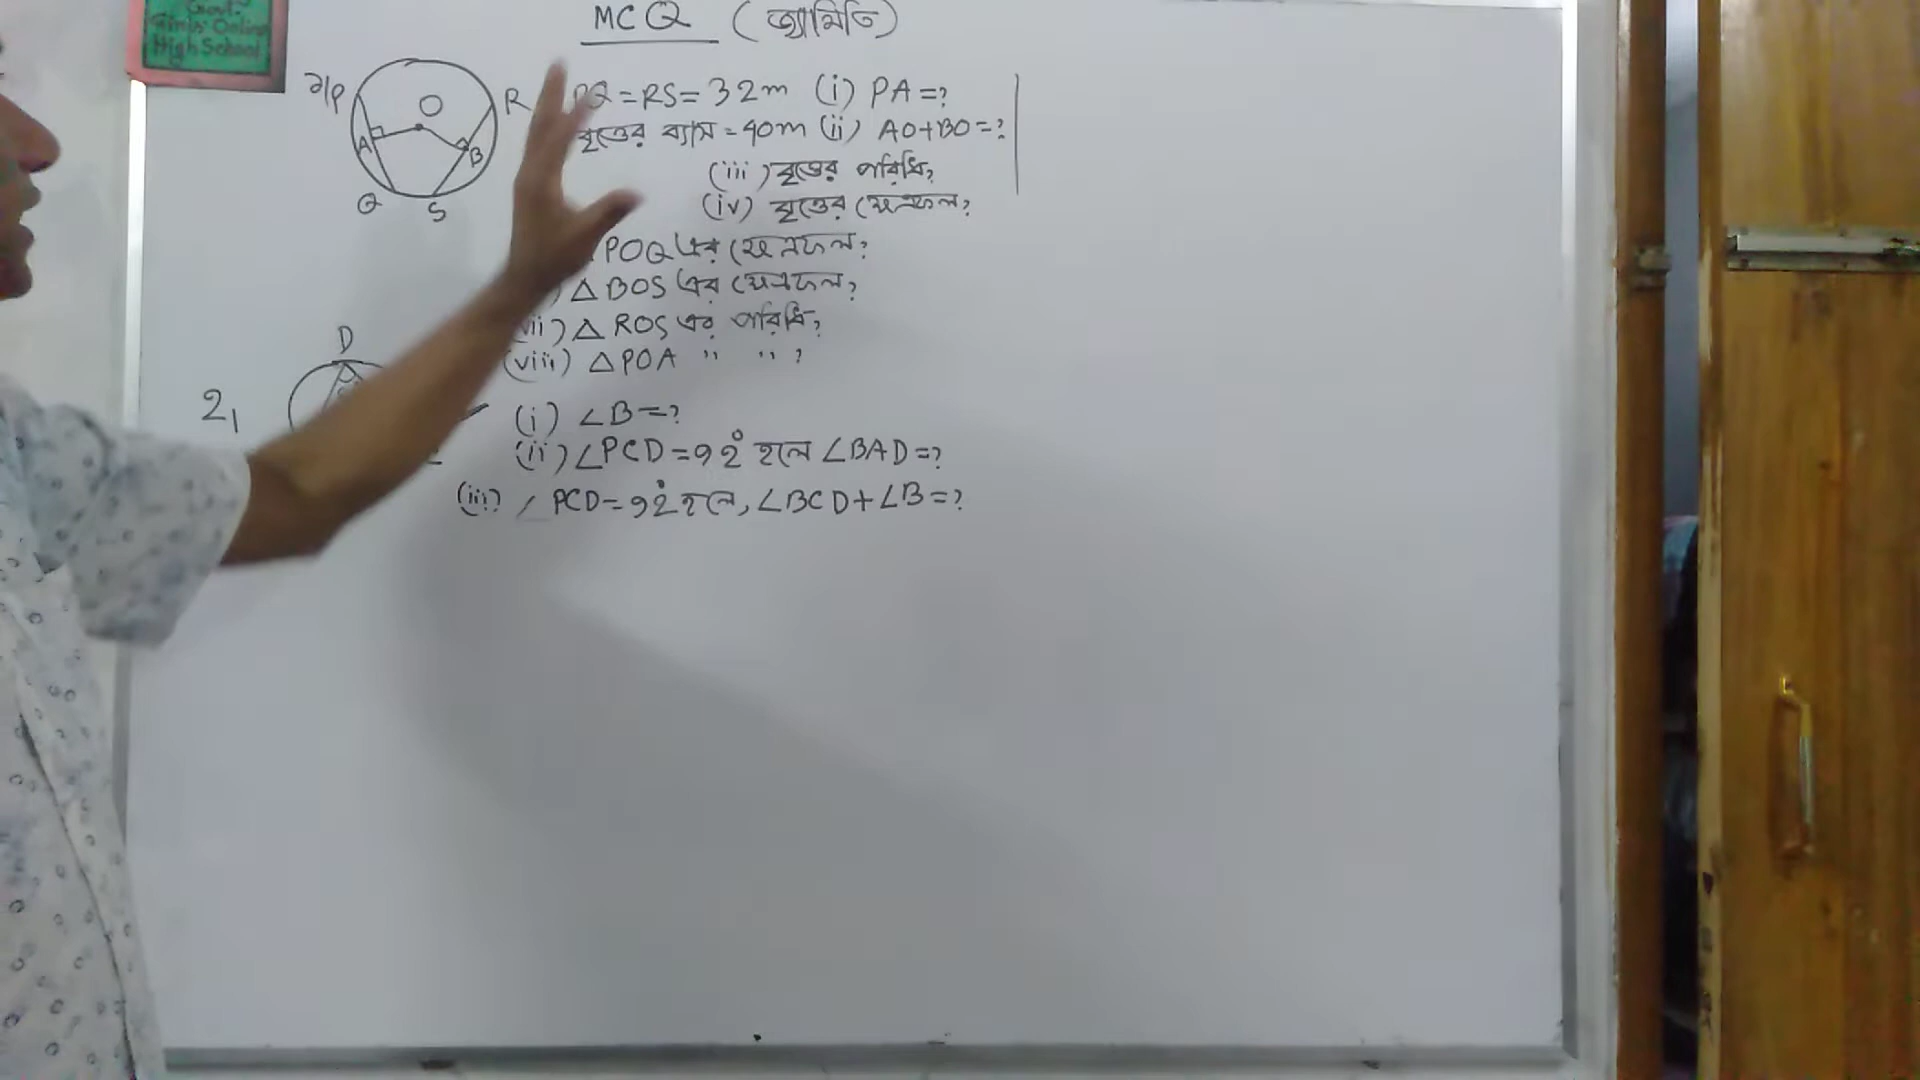 Govt.
Girls' Online
High School
MCQ (জ্যামিতি)
১।
P
O
R
A
B
Q
S
PQ = RS = 32m (i) PA = ?
বৃত্তের ব্যাস = 40m (ii) AO+BO = ?
(iii) বৃত্তের পরিধি?
(iv) বৃত্তের ক্ষেত্রফল?
POQ এর ক্ষেত্রফল?
) △ BOS এর ক্ষেত্রফল?
vii) △ ROS এর পরিধি?
(viii) △ POA " " ?
D
2।
(i) ∠B = ?
(ii) ∠PCD = 92° হলে ∠BAD = ?
(iii) ∠PCD = 92° হলে, ∠BCD + ∠B = ?